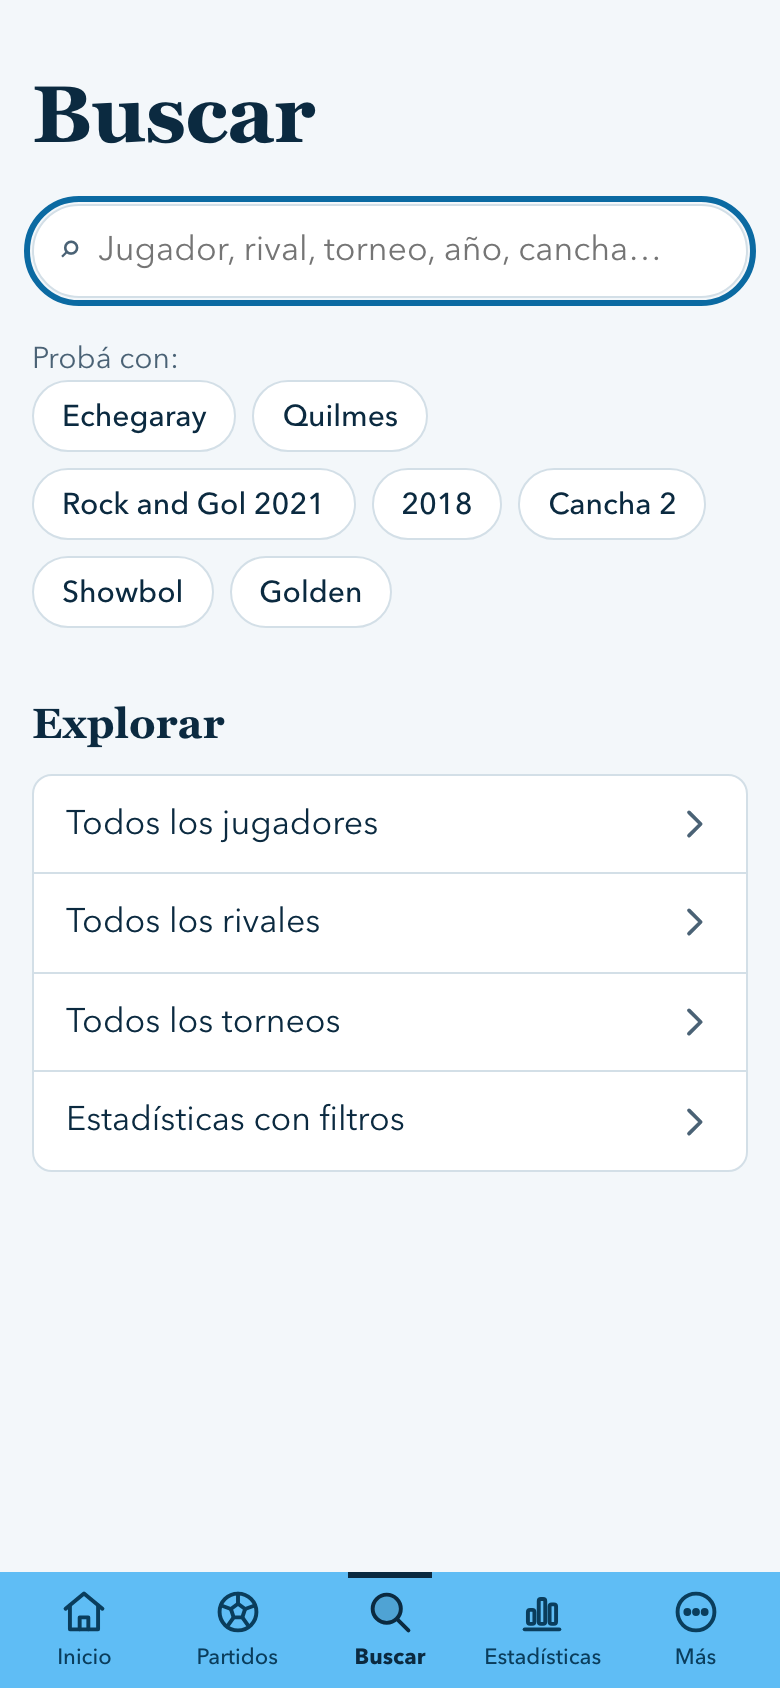 Buscar
Jugador, rival, torneo, año, cancha...
Probá con:
Echegaray Quilmes
Rock and Gol 2021 2018 Cancha 2
Showbol Golden
Explorar
Todos los jugadores
Todos los rivales
Todos los torneos
Estadísticas con filtros
Inicio Partidos Buscar Estadísticas Más